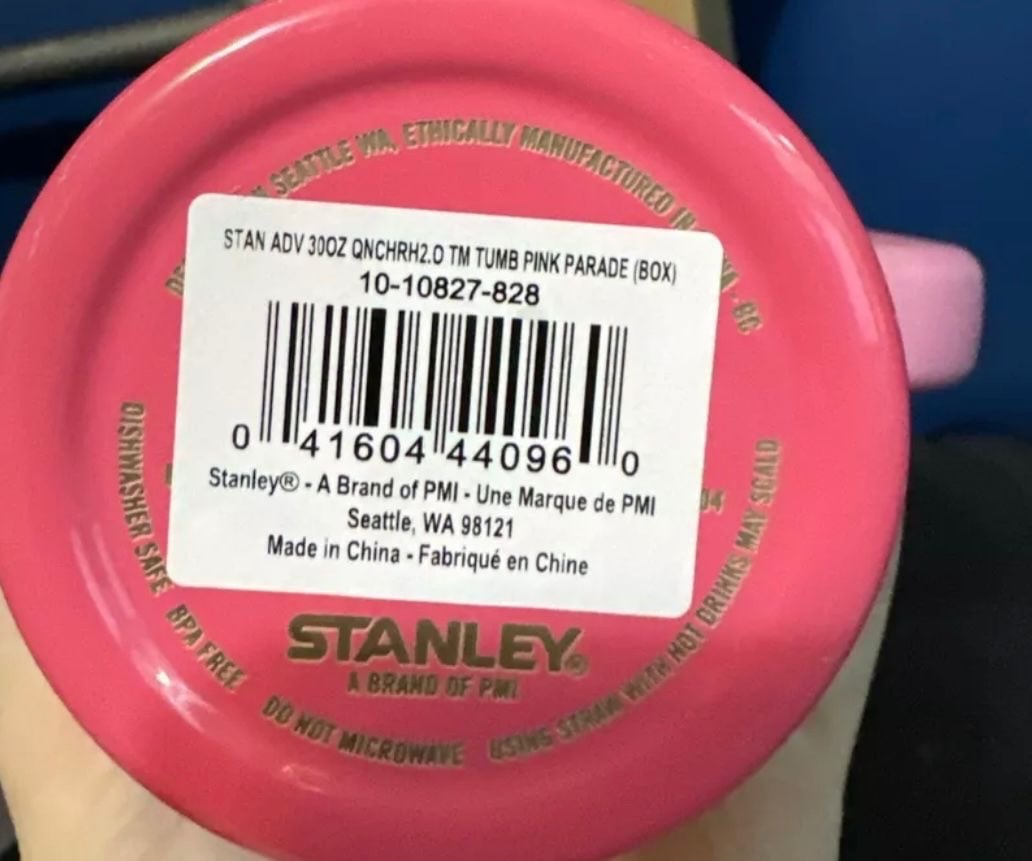 SEATTLE WA, ETHICALLY MANUFACTURED IN
STAN ADV 30OZ QNCHRH2.O TM TUMB PINK PARADE (BOX)
10-10827-828
0 41604 44096 0
Stanley® - A Brand of PMI - Une Marque de PMI
Seattle, WA 98121
Made in China - Fabriqué en Chine
STANLEY®
A BRAND OF PMI
DISHWASHER SAFE BPA FREE DO NOT MICROWAVE USING STRAW WITH HOT DRINKS MAY SCALD